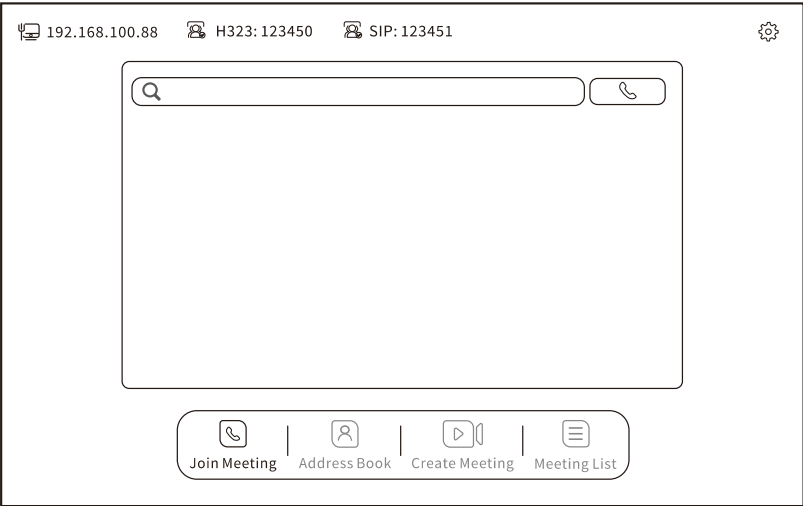 192.168.100.88 H323: 123450 SIP: 123451
Join Meeting Address Book Create Meeting Meeting List